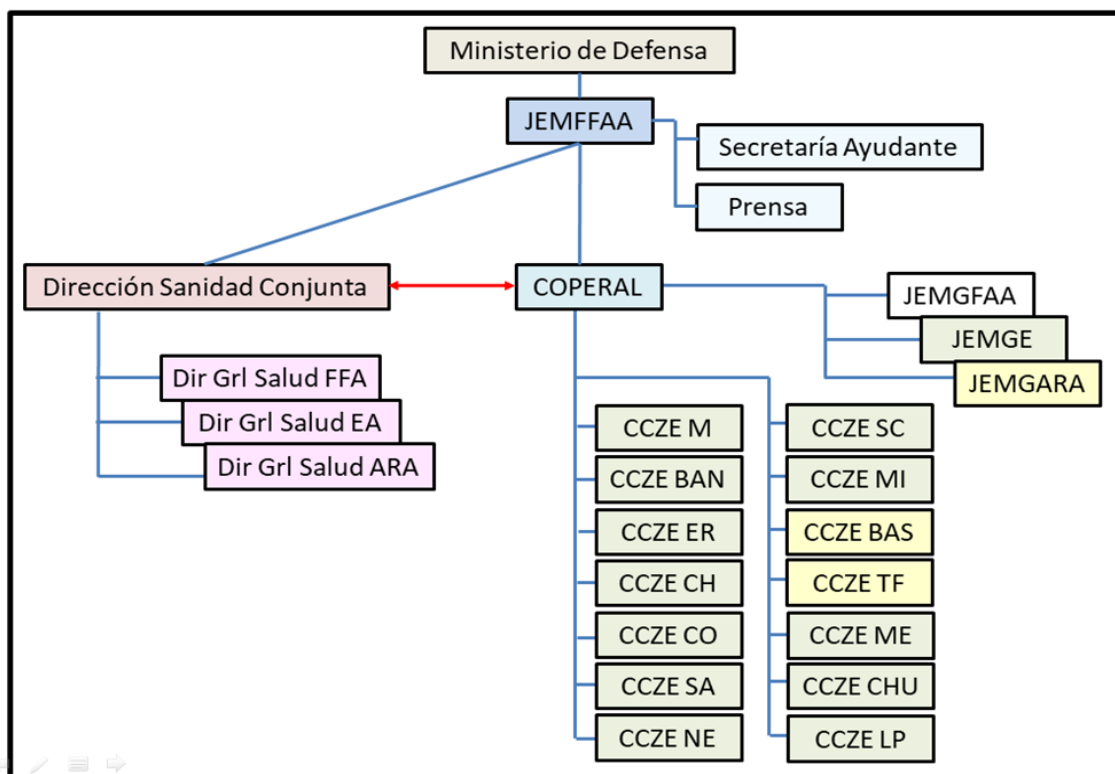 Ministerio de Defensa
JEMFFAA
Secretaría Ayudante
Prensa
Dirección Sanidad Conjunta
COPERAL
JEMGFAA
JEMGE
JEMGARA
Dir Grl Salud FFA
Dir Grl Salud EA
Dir Grl Salud ARA
CCZE M
CCZE BAN
CCZE ER
CCZE CH
CCZE CO
CCZE SA
CCZE NE
CCZE SC
CCZE MI
CCZE BAS
CCZE TF
CCZE ME
CCZE CHU
CCZE LP